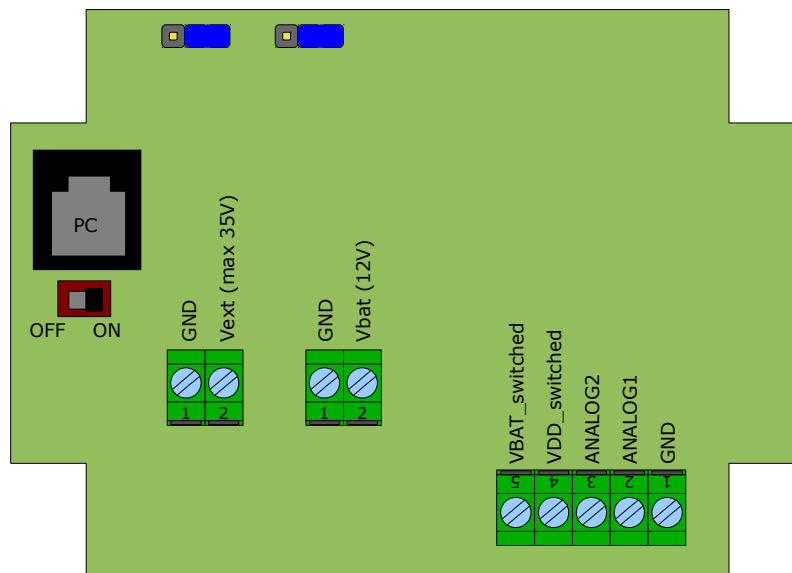 PC
OFF ON
GND
Vext (max 35V)
GND
Vbat (12V)
1 2
1 2
VBAT_switched
VDD_switched
ANALOG2
ANALOG1
GND
5 4 3 2 1